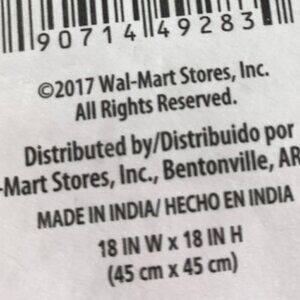 90714 49283
©2017 Wal-Mart Stores, Inc.
All Rights Reserved.
Distributed by/Distribuido por
-Mart Stores, Inc., Bentonville, AR
MADE IN INDIA/ HECHO EN INDIA
18 IN W x 18 IN H
(45 cm x 45 cm)